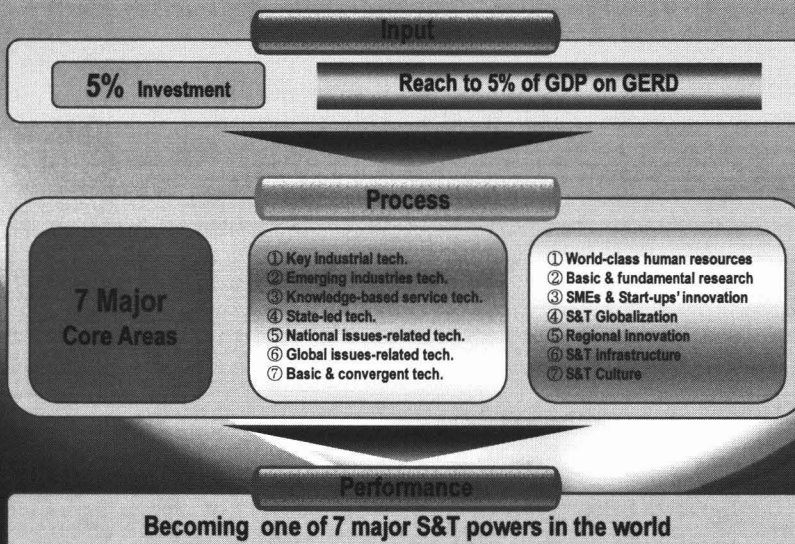 Input
5% Investment
Reach to 5% of GDP on GERD
Process
7 Major
Core Areas
① Key industrial tech.
② Emerging industries tech.
③ Knowledge-based service tech.
④ State-led tech.
⑤ National issues-related tech.
⑥ Global issues-related tech.
⑦ Basic & convergent tech.
① World-class human resources
② Basic & fundamental research
③ SMEs & Start-ups' innovation
④ S&T Globalization
⑤ Regional innovation
⑥ S&T infrastructure
⑦ S&T Culture
Performance
Becoming one of 7 major S&T powers in the world